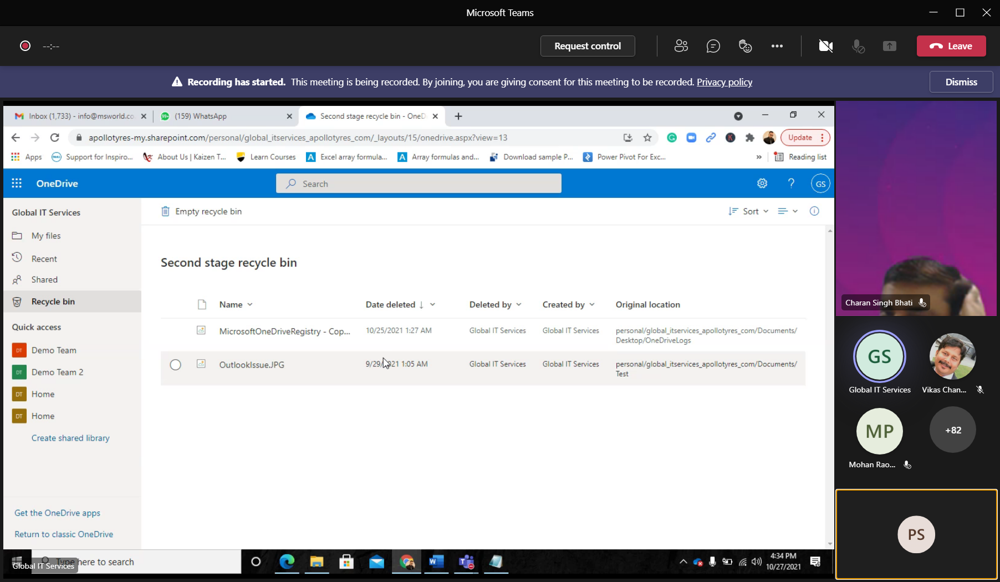 Microsoft Teams
--:--
Request control
Leave
Recording has started. This meeting is being recorded. By joining, you are giving consent for this meeting to be recorded. Privacy policy
Dismiss
Inbox (1,733) - info@msworld.co
99+
(159) WhatsApp
Second stage recycle bin - OneD
apollotyres-my.sharepoint.com/personal/global_itservices_apollotyres_com/_layouts/15/onedrive.aspx?view=13
K
Update
Apps
DELL
Support for Inspiro...
About Us | Kaizen T...
Learn Courses
A
Excel array formula...
A
Array formulas and...
Download sample P...
Power Pivot For Exc...
»
Reading list
OneDrive
Search
?
GS
Global IT Services
My files
Recent
Shared
Recycle bin
Quick access
DT
Demo Team
DT
Demo Team 2
DT
Home
DT
Home
Create shared library
Get the OneDrive apps
Return to classic OneDrive
Empty recycle bin
Sort
Second stage recycle bin
Name
Date deleted ↓
Deleted by
Created by
Original location
MicrosoftOneDriveRegistry - Cop...
10/25/2021 1:27 AM
Global IT Services
Global IT Services
personal/global_itservices_apollotyres_com/Documents/
Desktop/OneDriveLogs
OutlookIssue.JPG
1:05 AM
Global IT Services
Global IT Services
personal/global_itservices_apollotyres_com/Documents/
Test
Charan Singh Bhati
GS
Global IT Services
Vikas Chan...
MP
Mohan Rao...
+82
PS
here to search
Global IT Services
W
T
4:34 PM
10/27/2021